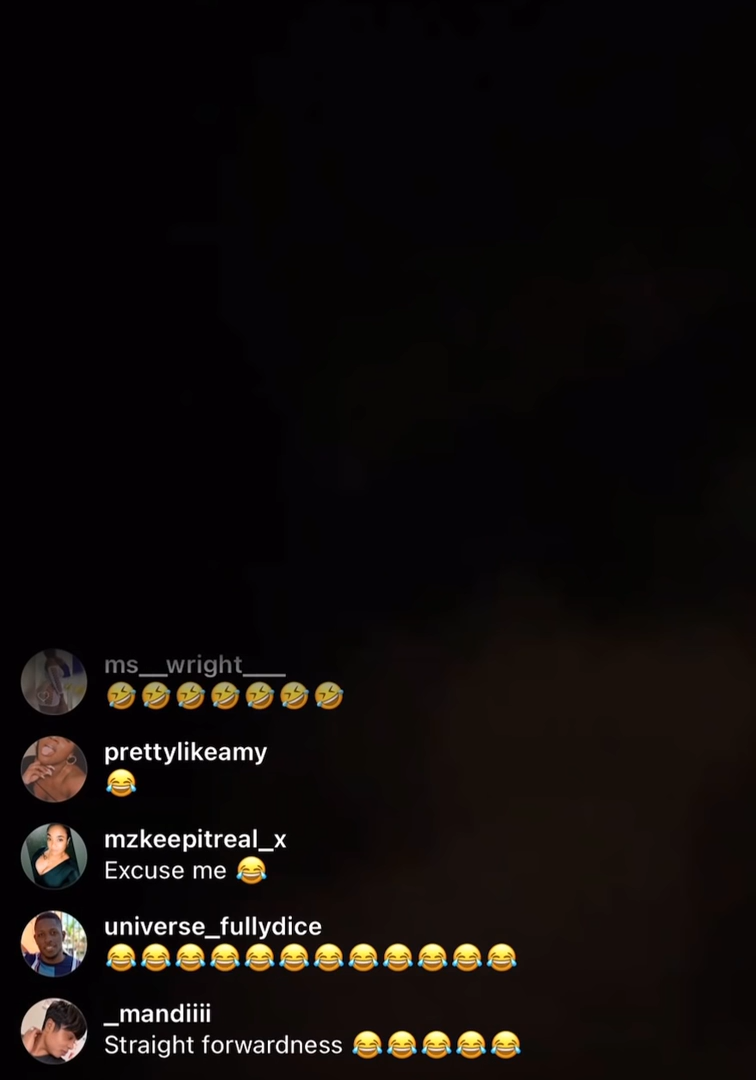 ms__wright___
🤣🤣🤣🤣🤣🤣🤣
prettylikeamy
😂
mzkeepitreal_x
Excuse me 😂
universe_fullydice
😂😂😂😂😂😂😂😂😂😂😂😂
_mandiiii
Straight forwardness 😂😂😂😂😂